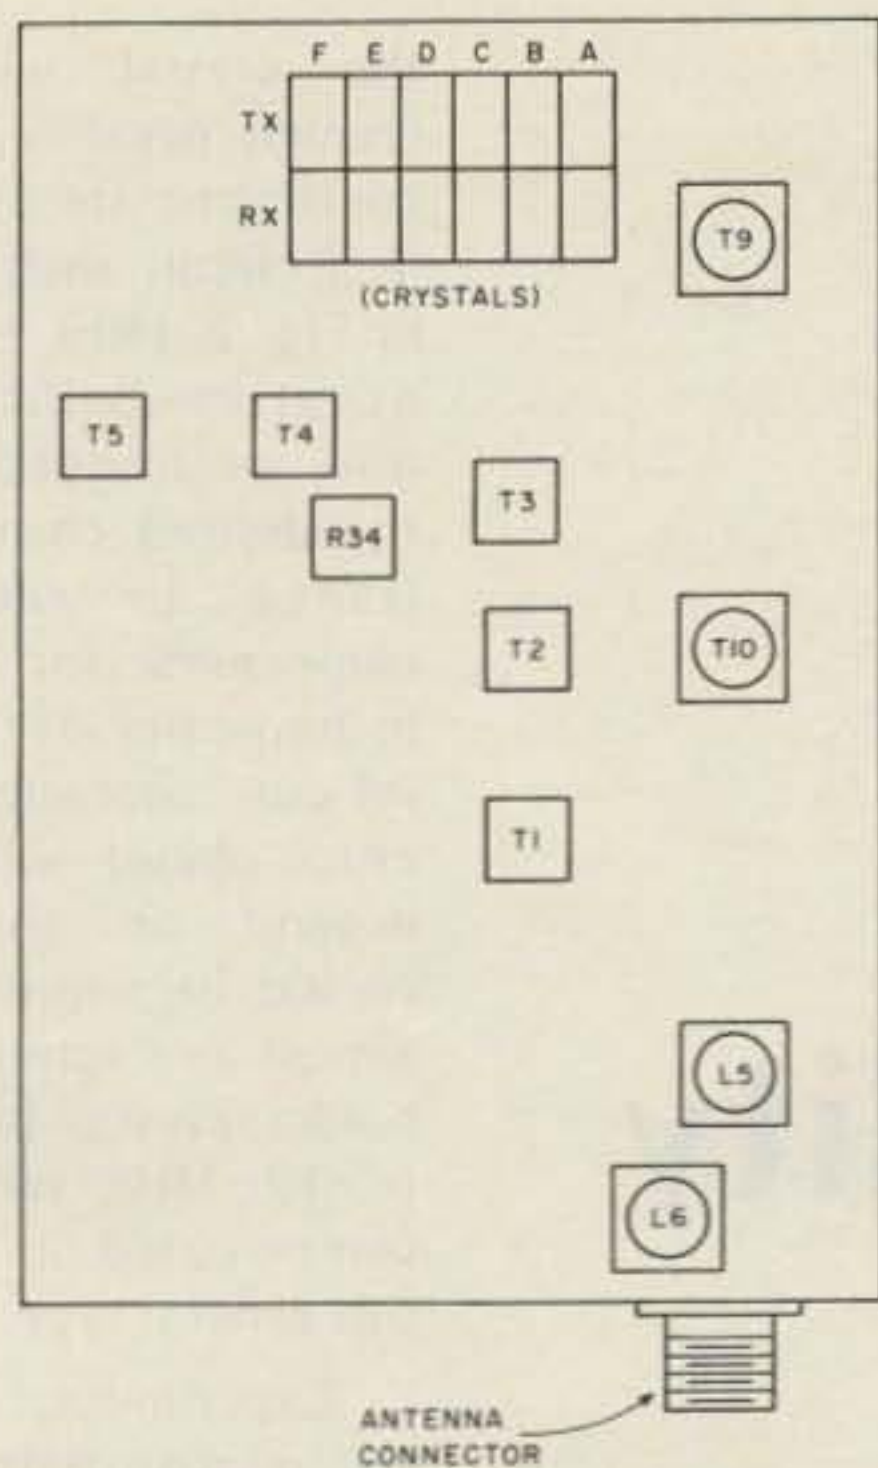 F E D C B A
TX
RX
T9
(CRYSTALS)
T5
T4
T3
R34
T2
T10
T1
L5
L6
ANTENNA
CONNECTOR